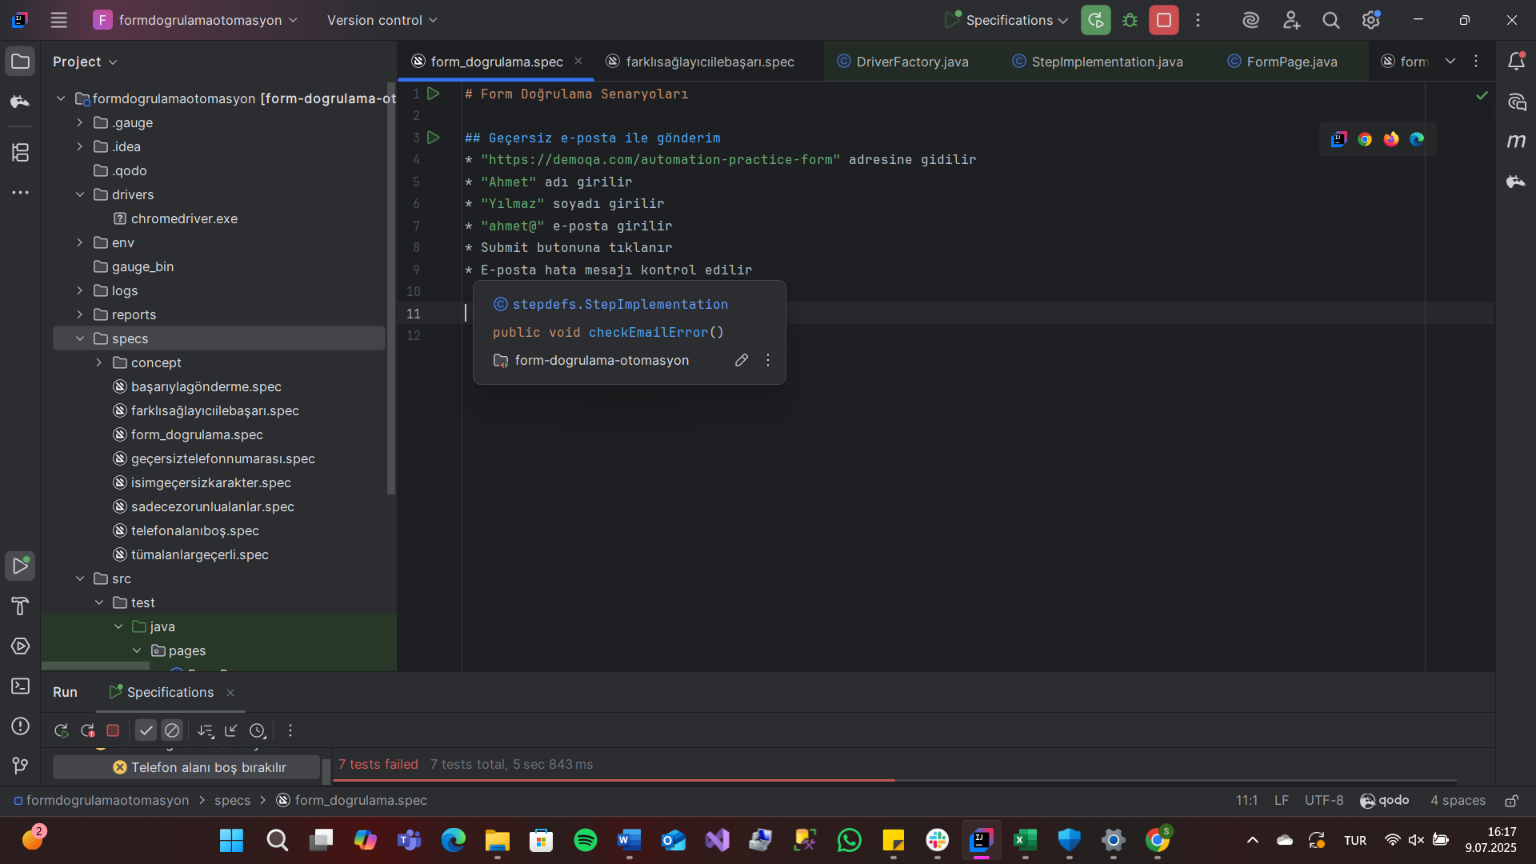 F formdogrulamaotomasyon Version control Specifications
Project
form_dogrulama.spec farklısağlayıcıilebaşarı.spec DriverFactory.java StepImplementation.java FormPage.java form
formdogrulamaotomasyon [form-dogrulama-ot
.gauge
.idea
.qodo
drivers
chromedriver.exe
env
gauge_bin
logs
reports
specs
concept
başarıylagönderme.spec
farklısağlayıcıilebaşarı.spec
form_dogrulama.spec
geçersiztelefonnumarası.spec
isimgeçersizkarakter.spec
sadecezorunlualanlar.spec
telefonalanıboş.spec
tümalanlargeçerli.spec
src
test
java
pages
1 # Form Doğrulama Senaryoları
2
3 ## Geçersiz e-posta ile gönderim
4 * "https://demoqa.com/automation-practice-form" adresine gidilir
5 * "Ahmet" adı girilir
6 * "Yılmaz" soyadı girilir
7 * "ahmet@" e-posta girilir
8 * Submit butonuna tıklanır
9 * E-posta hata mesajı kontrol edilir
10
11
12
stepdefs.StepImplementation
public void checkEmailError()
form-dogrulama-otomasyon
m
Run Specifications
Telefon alanı boş bırakılır
7 tests failed 7 tests total, 5 sec 843 ms
formdogrulamaotomasyon > specs > form_dogrulama.spec
11:1 LF UTF-8 qodo 4 spaces
2
S
TUR
16:17
9.07.2025